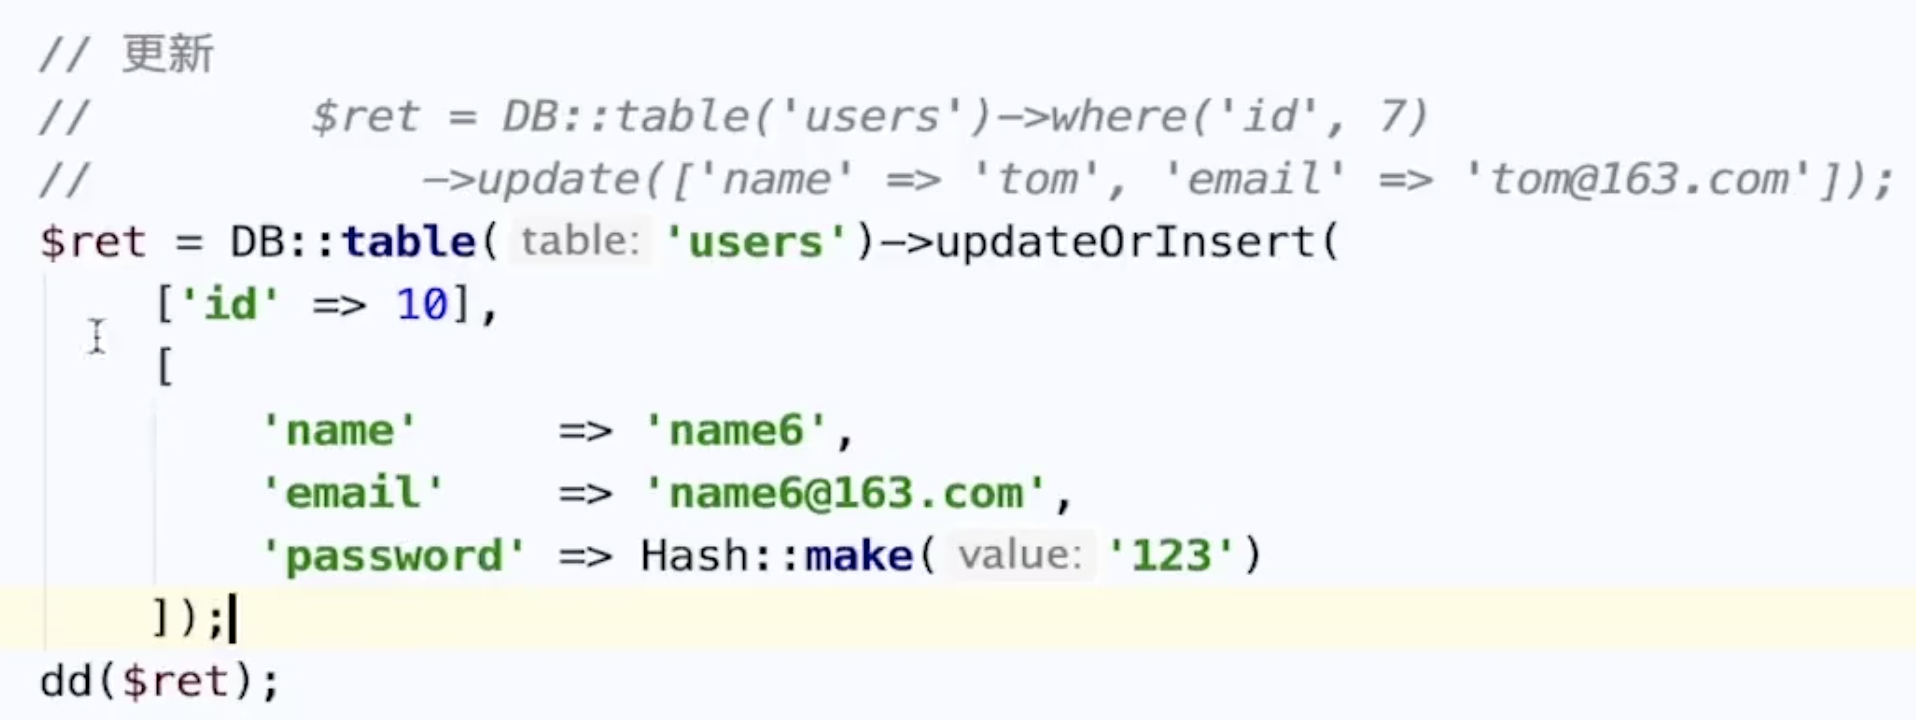 // 更新
//        $ret = DB::table('users')->where('id', 7)
//            ->update(['name' => 'tom', 'email' => 'tom@163.com']);
$ret = DB::table( table: 'users')->updateOrInsert(
    ['id' => 10],
    [
        'name'     => 'name6',
        'email'    => 'name6@163.com',
        'password' => Hash::make( value: '123')
    ]);
dd($ret);